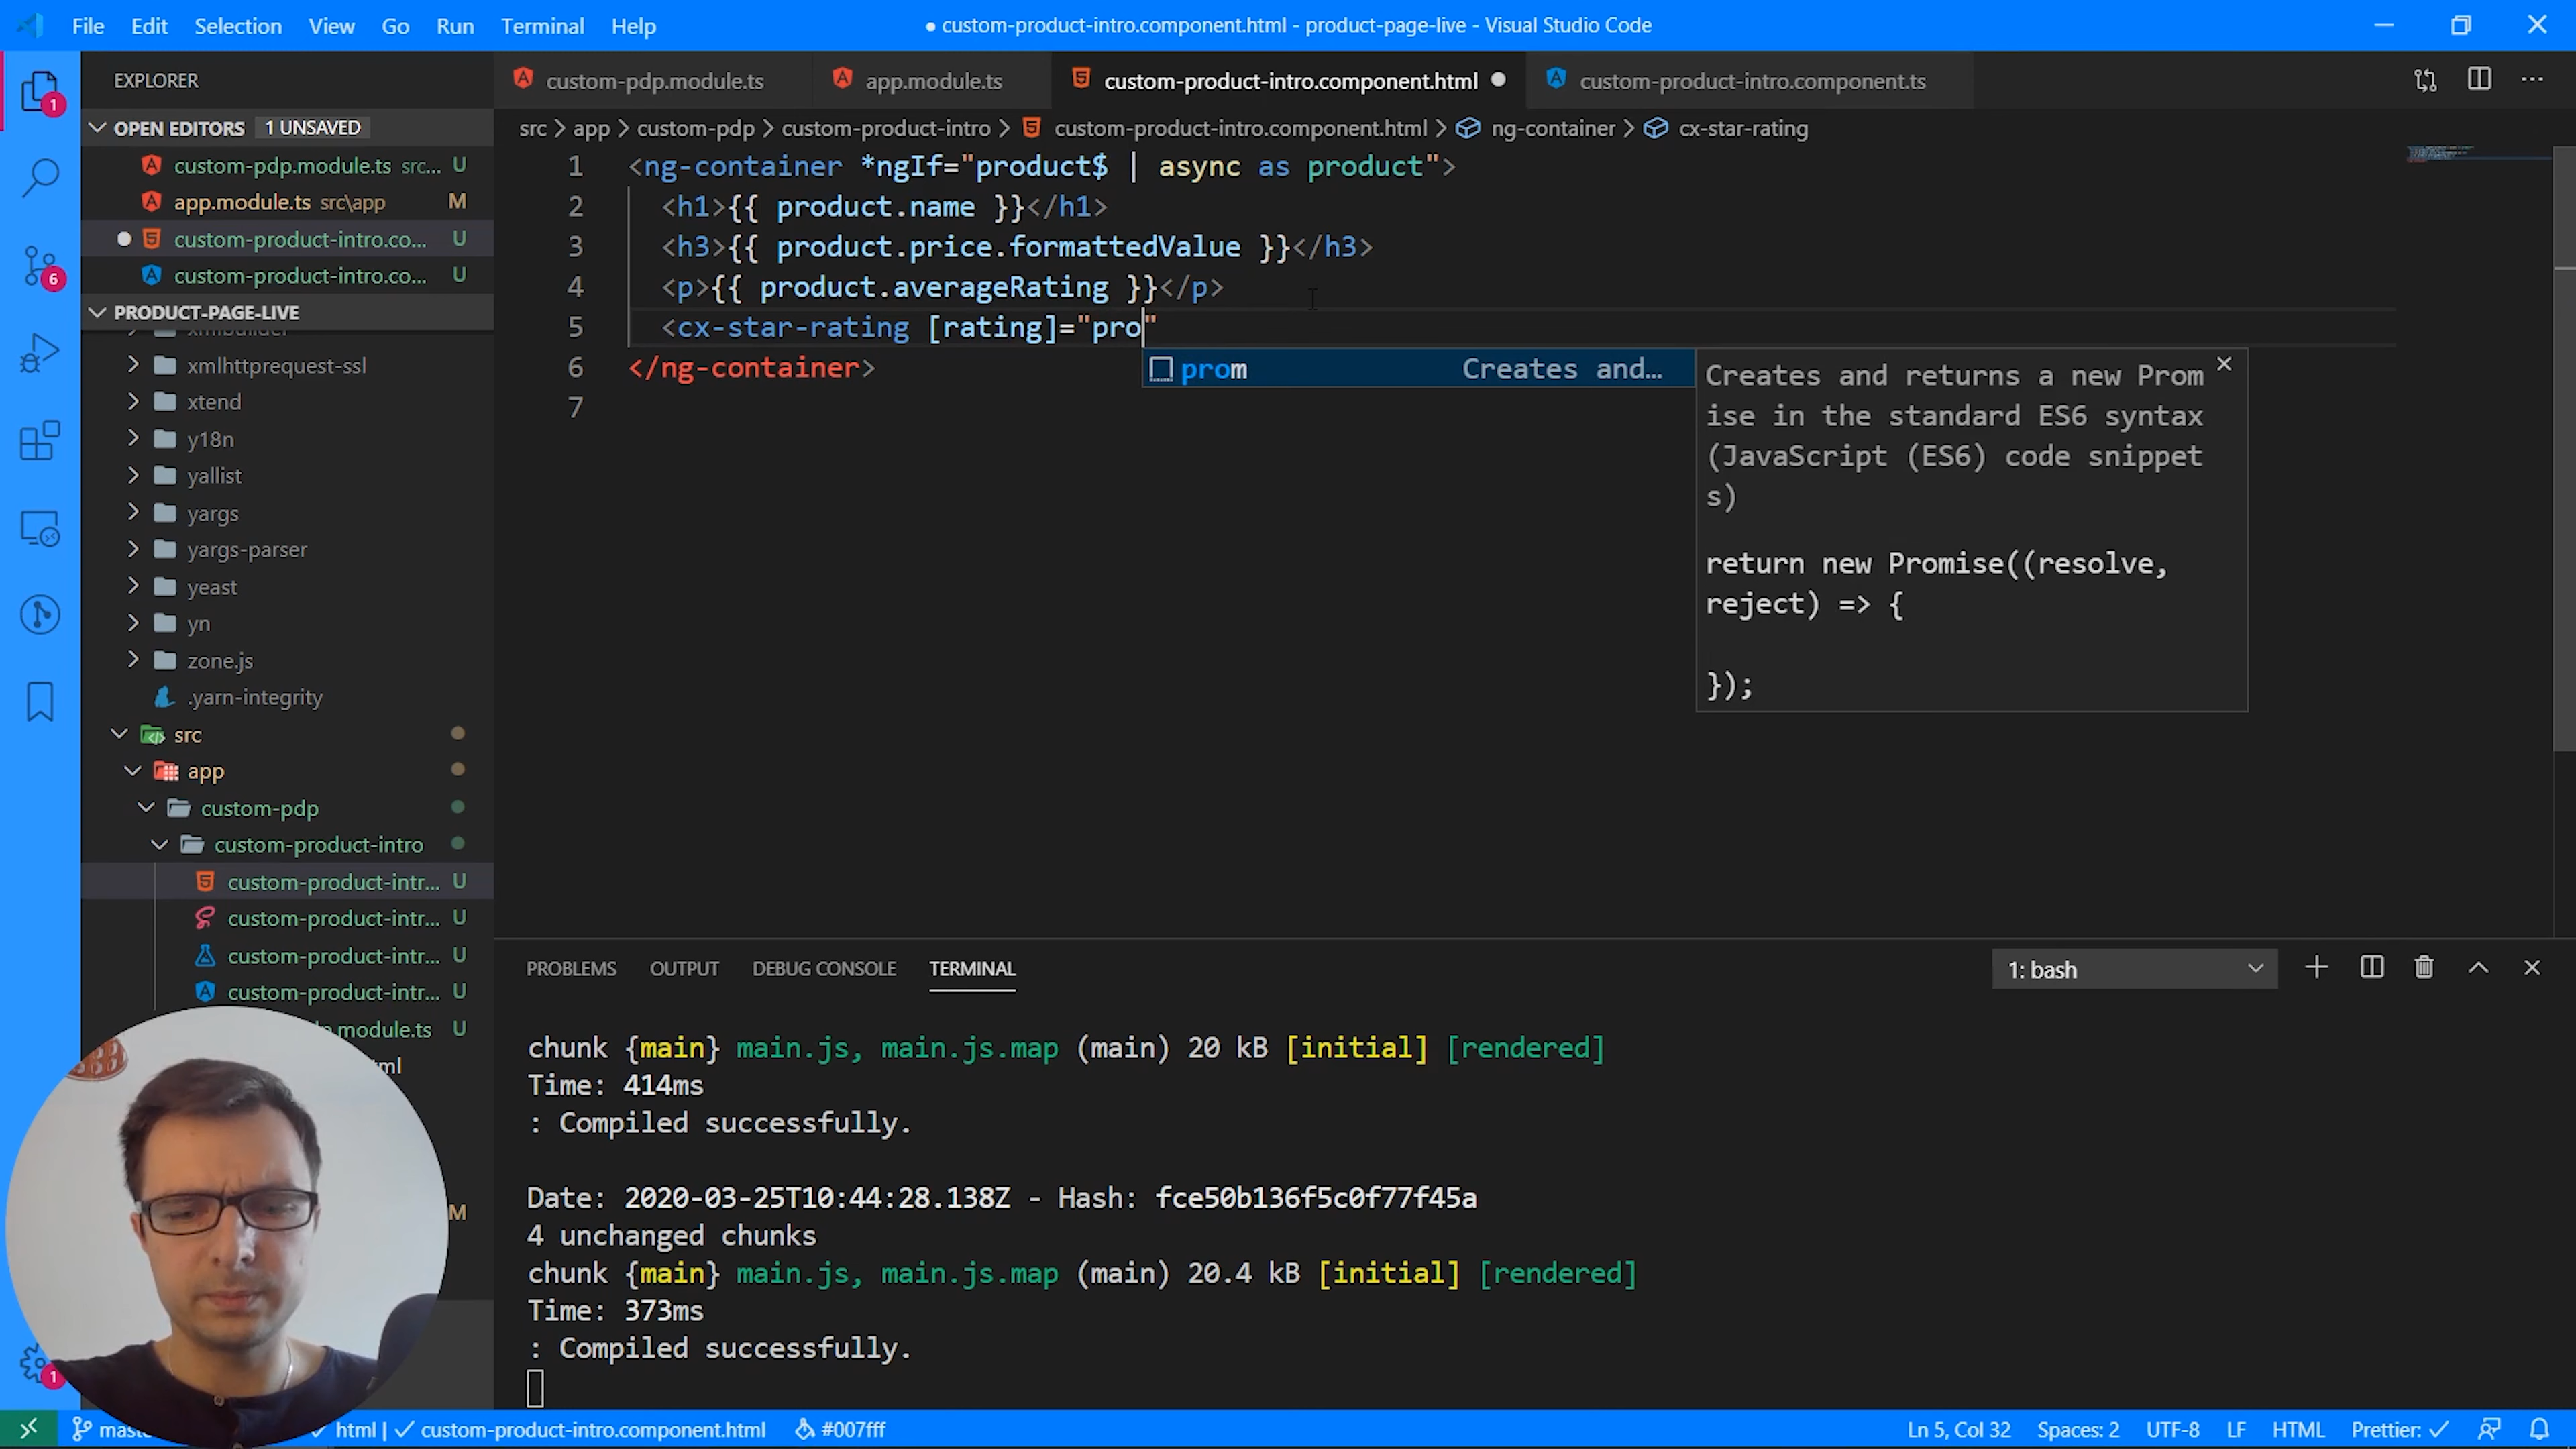 File Edit Selection View Go Run Terminal Help
● custom-product-intro.component.html - product-page-live - Visual Studio Code
EXPLORER
OPEN EDITORS 1 UNSAVED
custom-pdp.module.ts src... U
app.module.ts src\app M
custom-product-intro.co... U
custom-product-intro.co... U
PRODUCT-PAGE-LIVE
xmlbuilder
xmlhttprequest-ssl
xtend
y18n
yallist
yargs
yargs-parser
yeast
yn
zone.js
.yarn-integrity
src
app
custom-pdp
custom-product-intro
custom-product-intr... U
custom-product-intr... U
custom-product-intr... U
custom-product-intr... U
.module.ts U
M
1
6
1
custom-pdp.module.ts app.module.ts custom-product-intro.component.html custom-product-intro.component.ts
src > app > custom-pdp > custom-product-intro > custom-product-intro.component.html > ng-container > cx-star-rating
1 <ng-container *ngIf="product$ | async as product">
2 <h1>{{ product.name }}</h1>
3 <h3>{{ product.price.formattedValue }}</h3>
4 <p>{{ product.averageRating }}</p>
5 <cx-star-rating [rating]="pro"
6 </ng-container>
7
prom Creates and...
Creates and returns a new Prom
ise in the standard ES6 syntax
(JavaScript (ES6) code snippet
s)
return new Promise((resolve,
reject) => {
});
PROBLEMS OUTPUT DEBUG CONSOLE TERMINAL
1: bash
chunk {main} main.js, main.js.map (main) 20 kB [initial] [rendered]
Time: 414ms
: Compiled successfully.
Date: 2020-03-25T10:44:28.138Z - Hash: fce50b136f5c0f77f45a
4 unchanged chunks
chunk {main} main.js, main.js.map (main) 20.4 kB [initial] [rendered]
Time: 373ms
: Compiled successfully.
html | ✓ custom-product-intro.component.html #007fff
Ln 5, Col 32 Spaces: 2 UTF-8 LF HTML Prettier: ✓